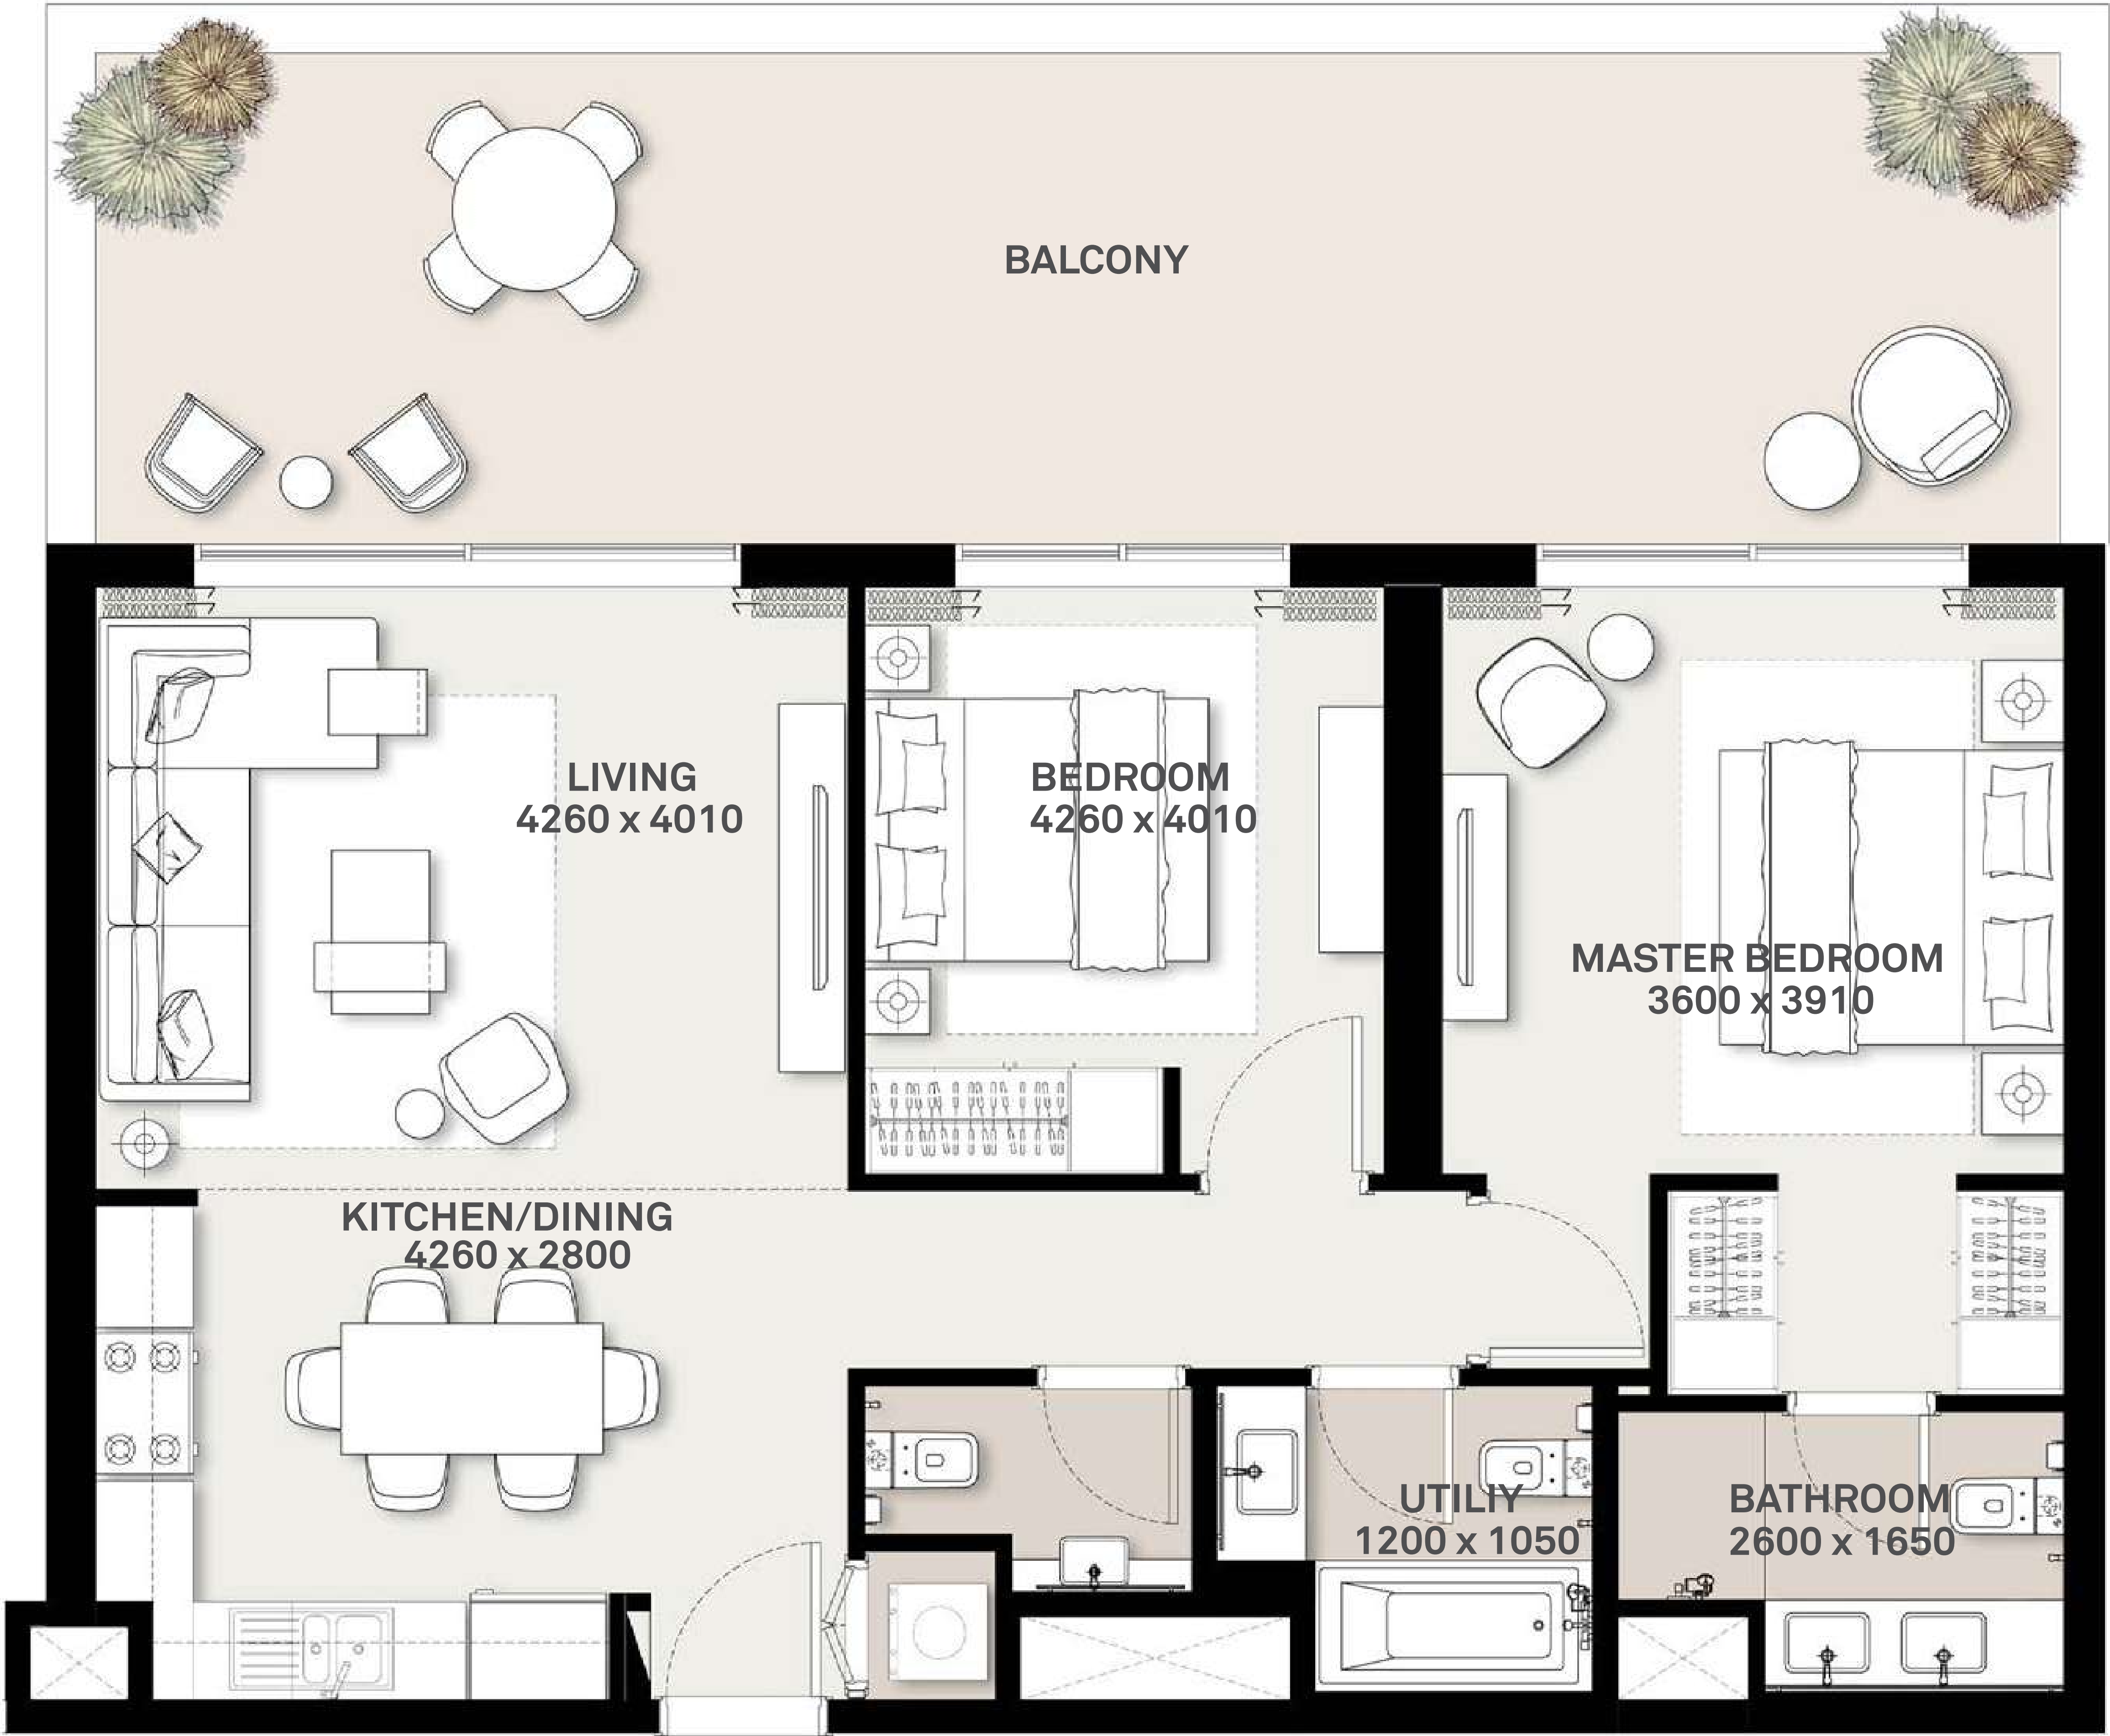 BALCONY
LIVING
4260 x 4010
BEDROOM
4260 x 4010
MASTER BEDROOM
3600 x 3910
KITCHEN/DINING
4260 x 2800
UTILIY
1200 x 1050
BATHROOM
2600 x 1650